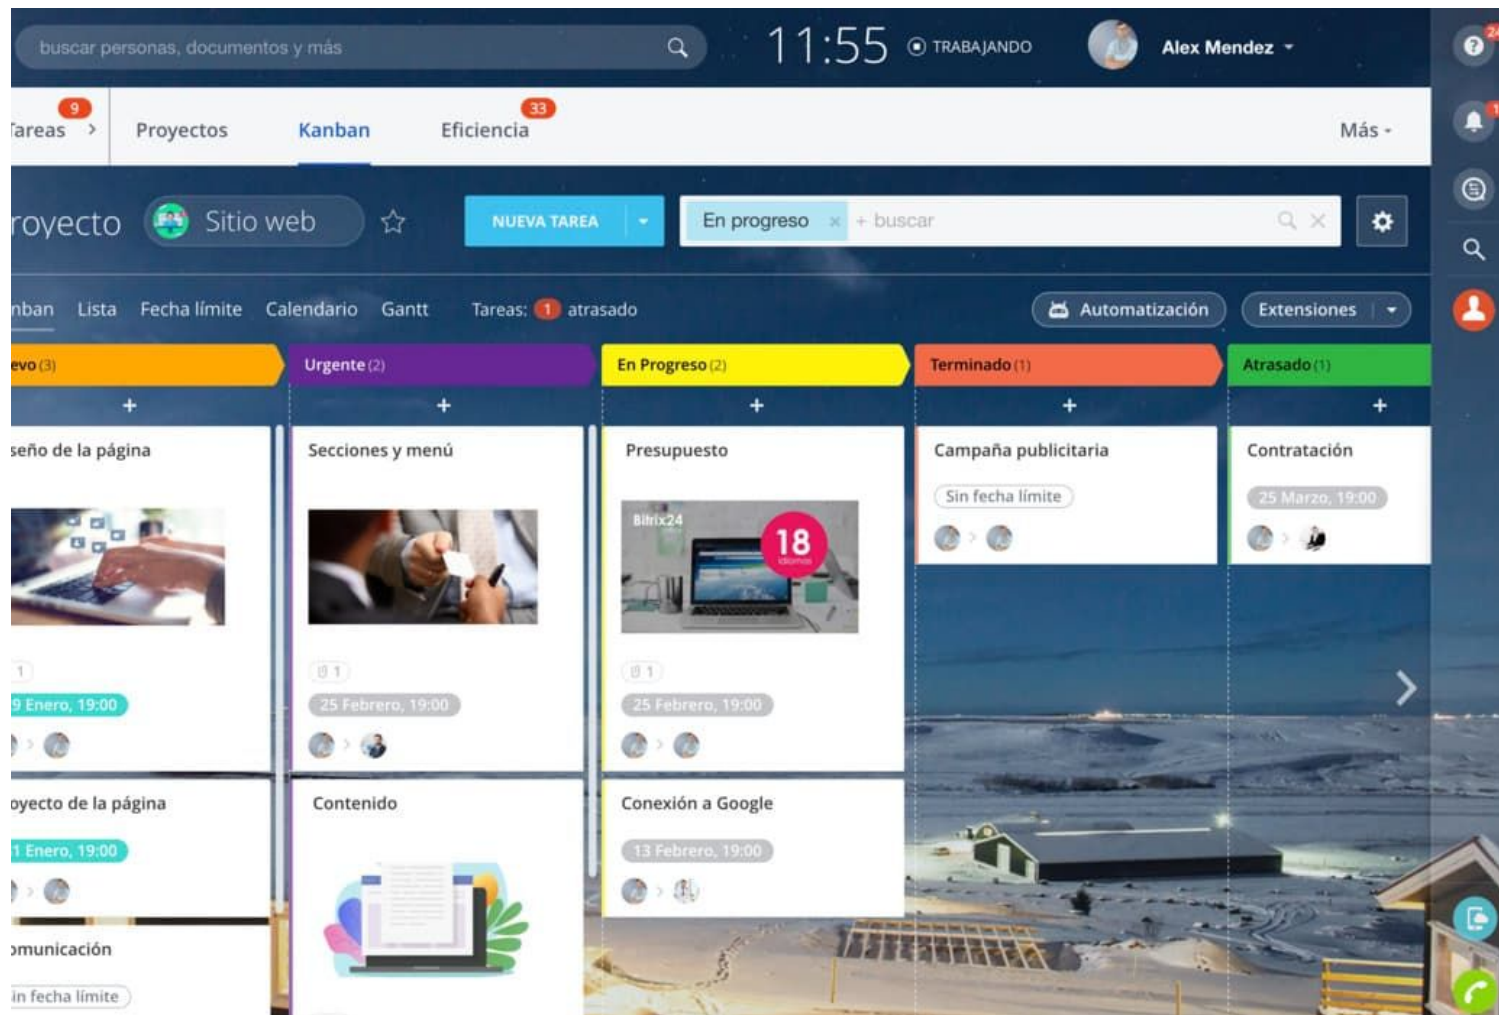 buscar personas, documentos y más
11:55
TRABAJANDO
Alex Mendez
24
areas
9
Proyectos
Kanban
Eficiencia
33
Más
1
royecto
Sitio web
NUEVA TAREA
En progreso × + buscar
nban
Lista
Fecha límite
Calendario
Gantt
Tareas: 1 atrasado
Automatización
Extensiones
evo (3)
Urgente (2)
En Progreso (2)
Terminado (1)
Atrasado (1)
+
+
+
+
+
seño de la página
1
9 Enero, 19:00
oyecto de la página
1 Enero, 19:00
omunicación
in fecha límite
Secciones y menú
1
25 Febrero, 19:00
Contenido
Presupuesto
Bitrix24
18
idiomas
1
25 Febrero, 19:00
Conexión a Google
13 Febrero, 19:00
Campaña publicitaria
Sin fecha límite
Contratación
25 Marzo, 19:00